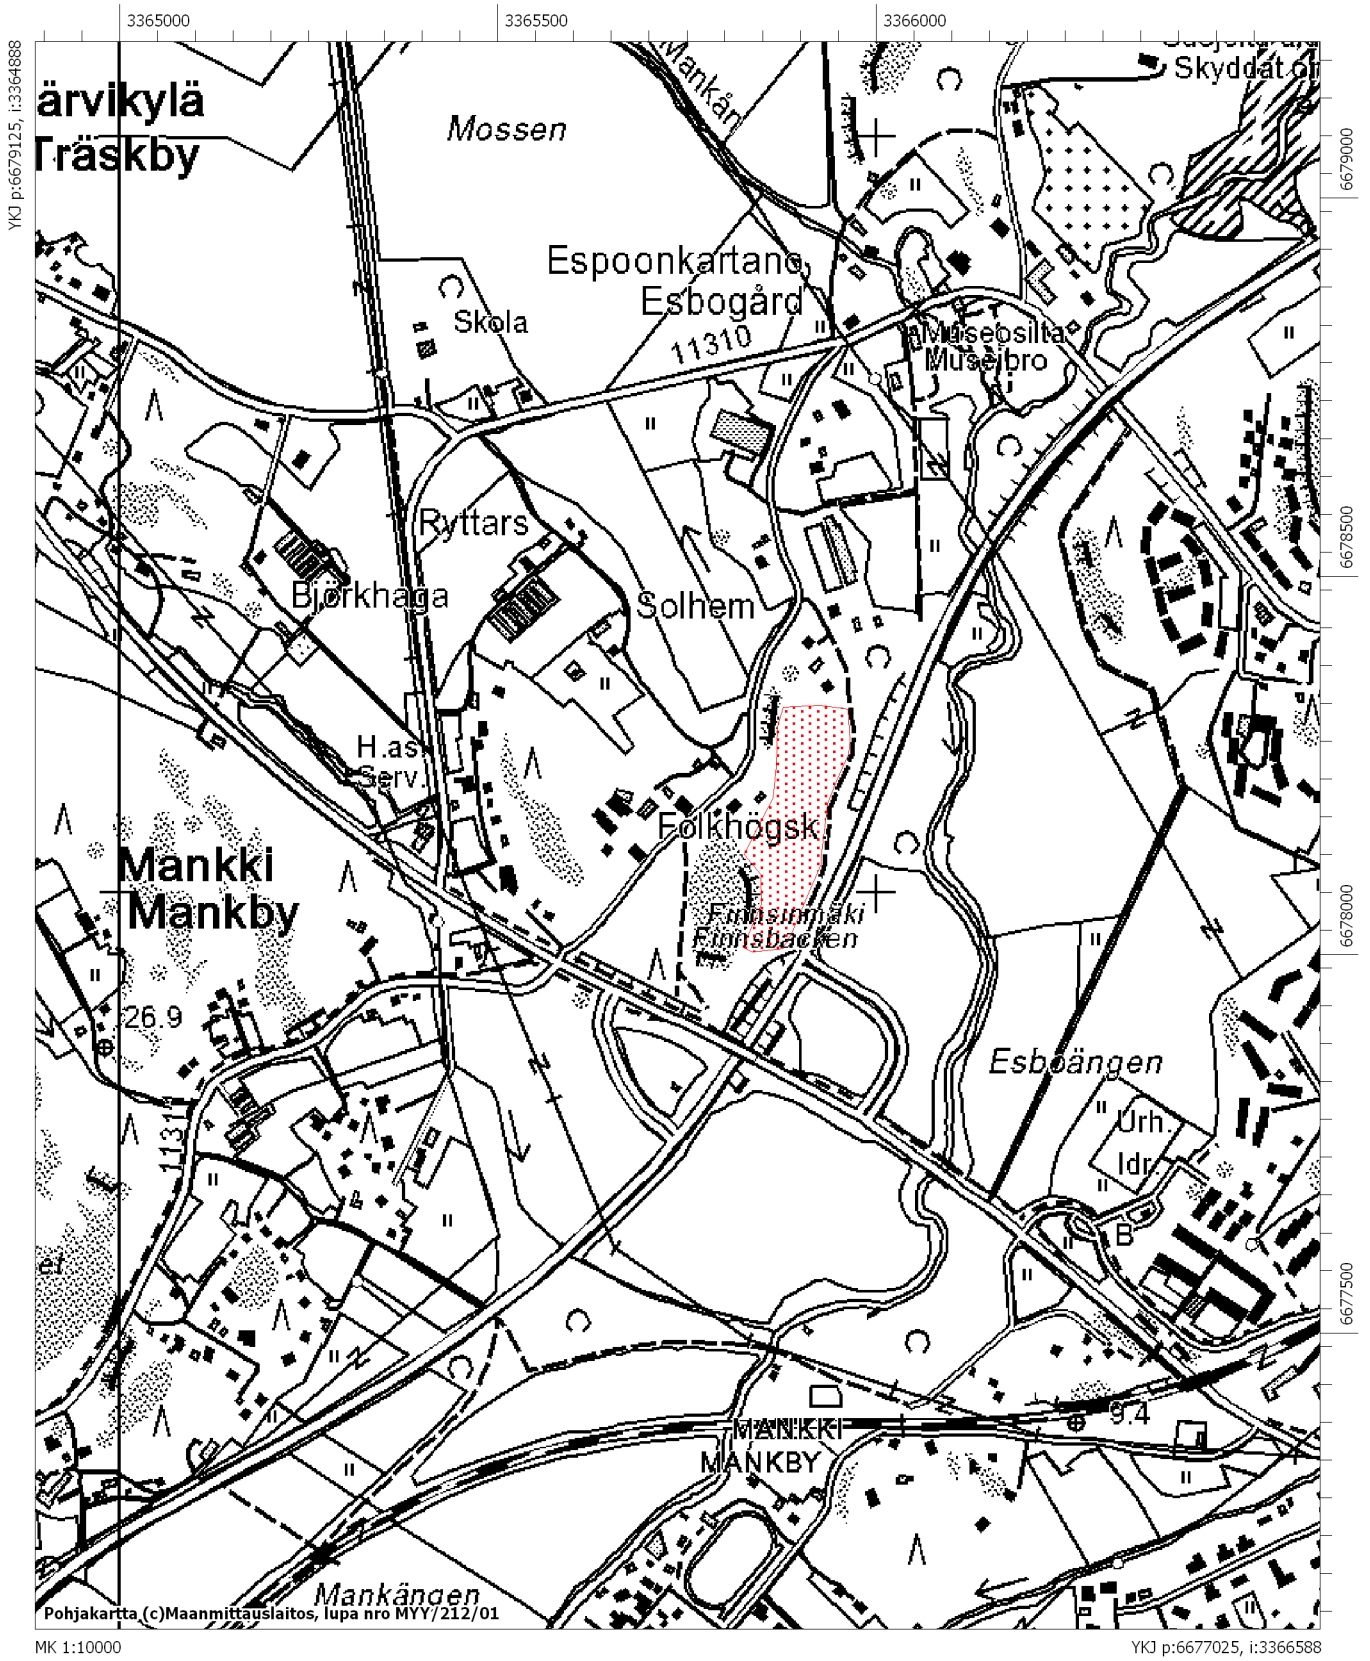 3365000
3365500
3366000
YKJ p:6679125, i:3364888
6679000
6678500
6678000
6677500
Skyddat
Mankån
ärvikylä
Träskby
Mossen
Espoonkartano
Esbogård
Skola
11310
Museosilta
Museibro
Ryttars
Björkhaga
Solhem
H.as.
Serv.
Folkhögsk.
Mankki
Mankby
Finnsinmäki
Finnsbacken
26.9
Esboängen
11311
Urh.
Idr.
B
9.4
MANKKI
MANKBY
Mankängen
Pohjakartta (c)Maanmittauslaitos, lupa nro MYY/212/01
MK 1:10000
YKJ p:6677025, i:3366588